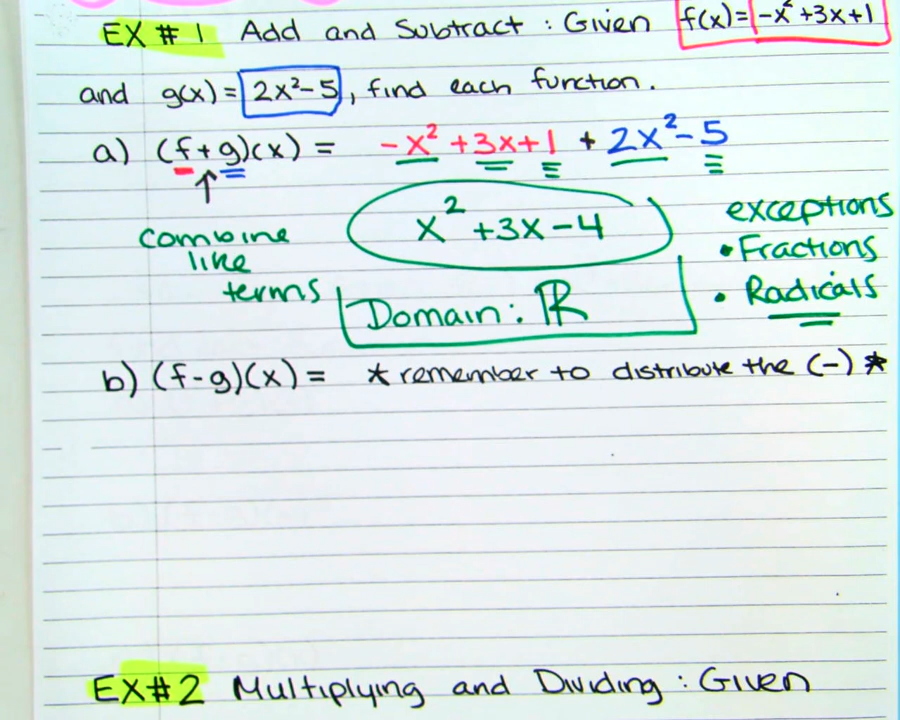 EX # 1 Add and Subtract : Given f(x)= -x² +3x+1
and g(x) = 2x²-5, find each function.
a) (f+g)(x) = -x² +3x+1 + 2x²-5
x² +3x-4
exceptions
• Fractions
• Radicals
combine
like
terms
Domain: ℝ
b) (f-g)(x) = * remember to distribute the (-) *
EX#2 Multiplying and Dividing : Given